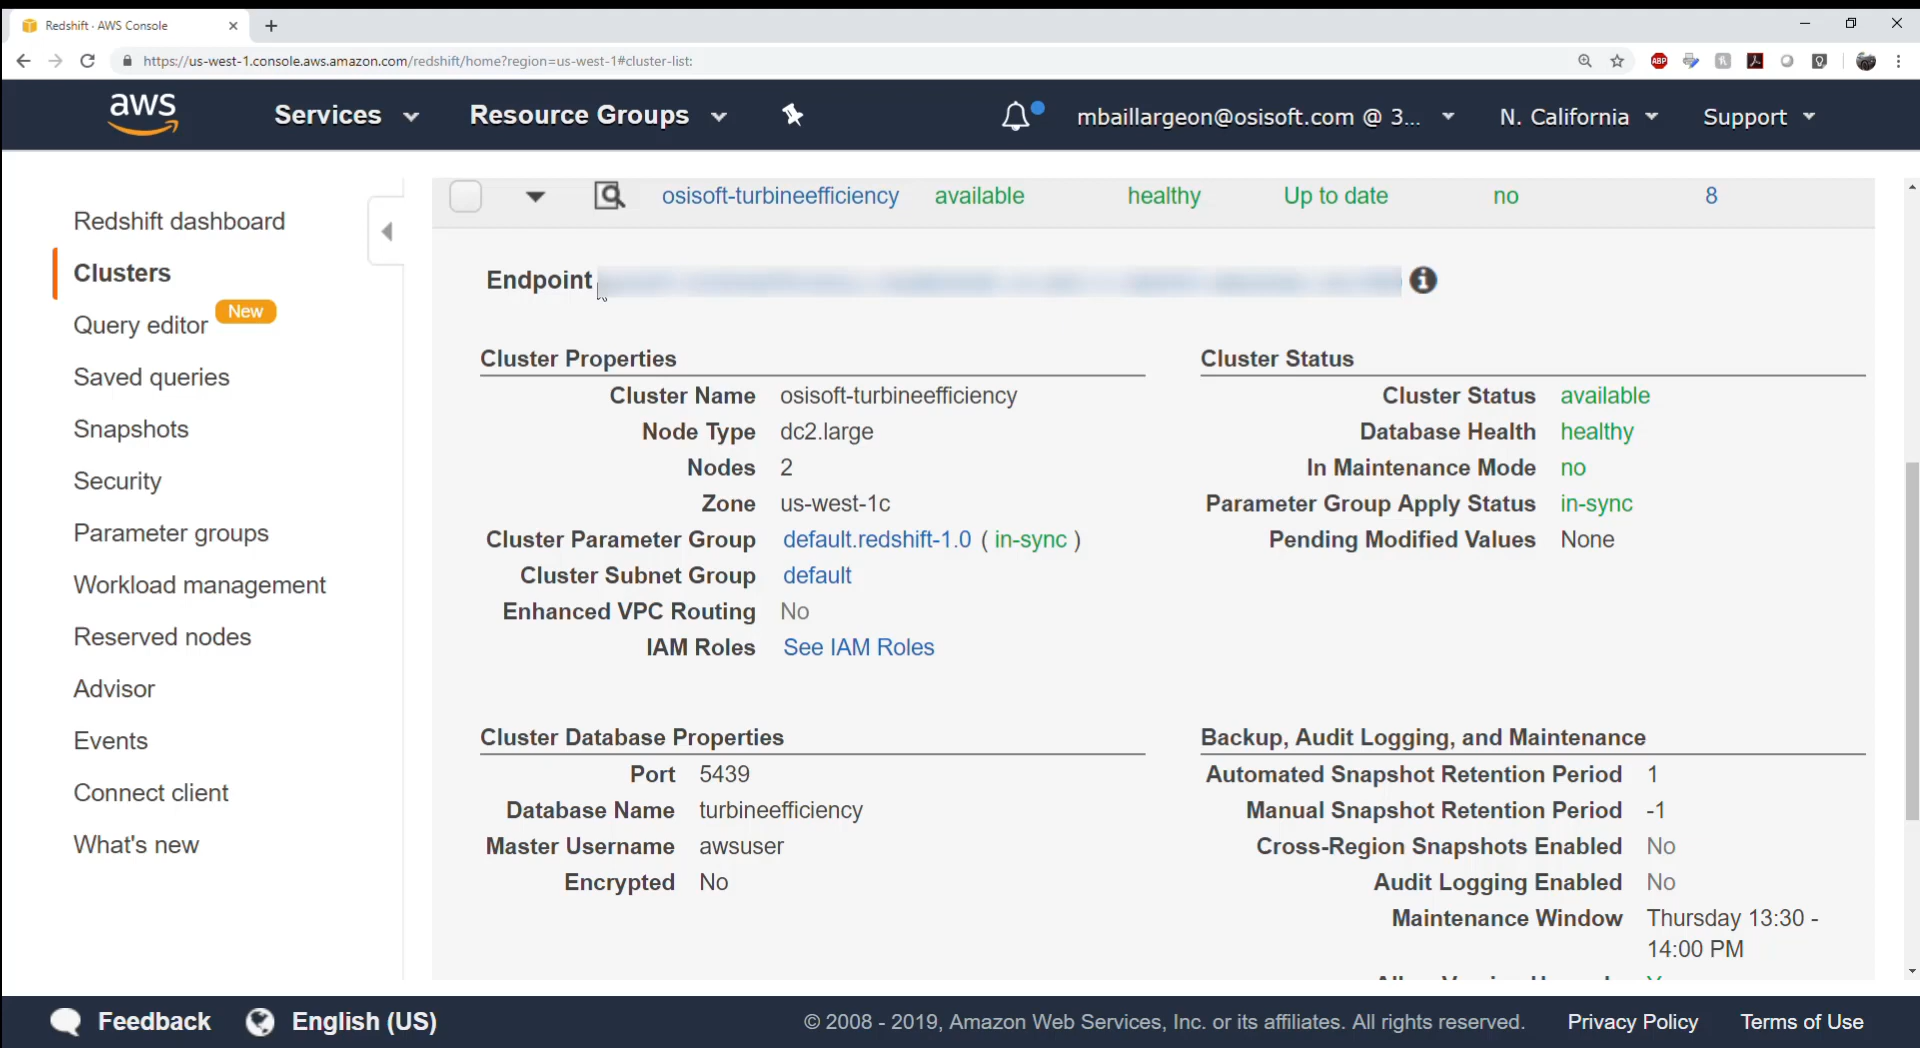 Redshift · AWS Console
https://us-west-1.console.aws.amazon.com/redshift/home?region=us-west-1#cluster-list:
ABP
aws
Services
Resource Groups
mbaillargeon@osisoft.com @ 3...
N. California
Support
Redshift dashboard
Clusters
Query editor
New
Saved queries
Snapshots
Security
Parameter groups
Workload management
Reserved nodes
Advisor
Events
Connect client
What's new
osisoft-turbineefficiency available healthy Up to date no 8
Endpoint
Cluster Properties
Cluster Name osisoft-turbineefficiency
Node Type dc2.large
Nodes 2
Zone us-west-1c
Cluster Parameter Group default.redshift-1.0 ( in-sync )
Cluster Subnet Group default
Enhanced VPC Routing No
IAM Roles See IAM Roles
Cluster Status
Cluster Status available
Database Health healthy
In Maintenance Mode no
Parameter Group Apply Status in-sync
Pending Modified Values None
Cluster Database Properties
Port 5439
Database Name turbineefficiency
Master Username awsuser
Encrypted No
Backup, Audit Logging, and Maintenance
Automated Snapshot Retention Period 1
Manual Snapshot Retention Period -1
Cross-Region Snapshots Enabled No
Audit Logging Enabled No
Maintenance Window Thursday 13:30 -
14:00 PM
Feedback
English (US)
© 2008 - 2019, Amazon Web Services, Inc. or its affiliates. All rights reserved.
Privacy Policy
Terms of Use